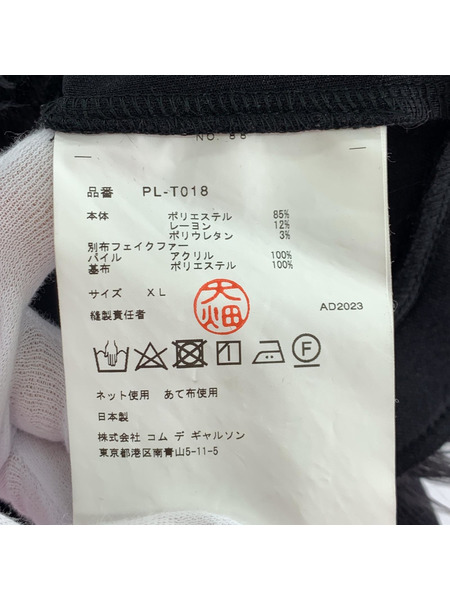 NO. 88
品番 PL-T018
本体 ポリエステル 85%
レーヨン 12%
ポリウレタン 3%
別布フェイクファー
パイル アクリル 100%
基布 ポリエステル 100%
サイズ XL
大畑
縫製責任者
AD2023
ネット使用 あて布使用
日本製
株式会社 コム デ ギャルソン
東京都港区南青山5-11-5